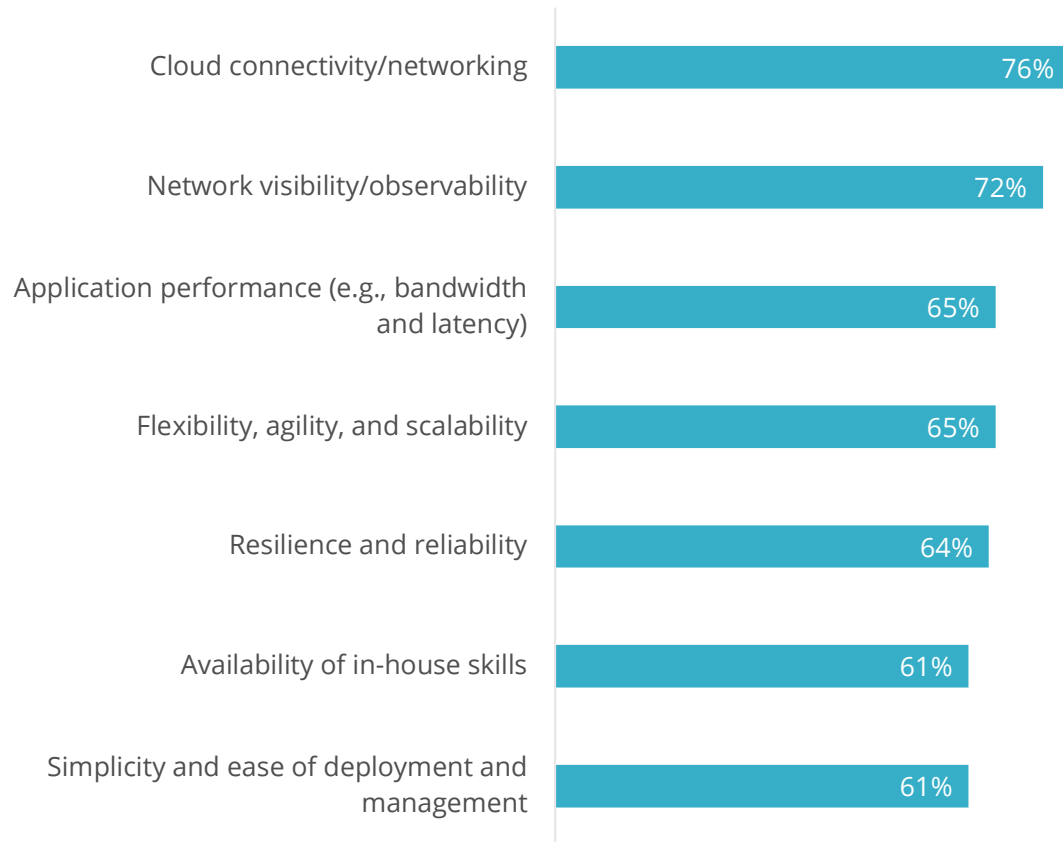 Cloud connectivity/networking
76%
Network visibility/observability
72%
Application performance (e.g., bandwidth
and latency)
65%
Flexibility, agility, and scalability
65%
Resilience and reliability
64%
Availability of in-house skills
61%
Simplicity and ease of deployment and
management
61%